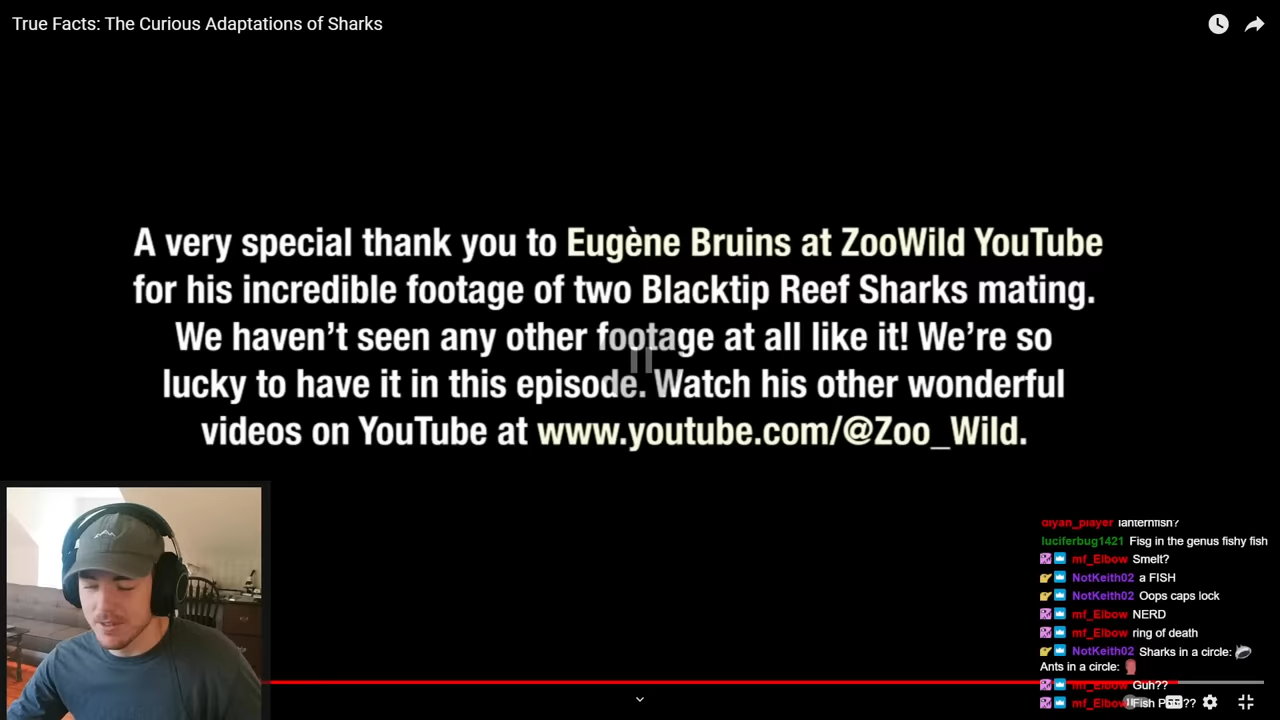 True Facts: The Curious Adaptations of Sharks
A very special thank you to Eugène Bruins at ZooWild YouTube
for his incredible footage of two Blacktip Reef Sharks mating.
We haven't seen any other footage at all like it! We're so
lucky to have it in this episode. Watch his other wonderful
videos on YouTube at www.youtube.com/@Zoo_Wild.
qiyan_player lanternfish?
luciferbug1421 Fisg in the genus fishy fish
mf_Elbow Smelt?
NotKeith02 a FISH
NotKeith02 Oops caps lock
mf_Elbow NERD
mf_Elbow ring of death
NotKeith02 Sharks in a circle:
Ants in a circle:
mf_Elbow Guh??
mf_Elbow Fish